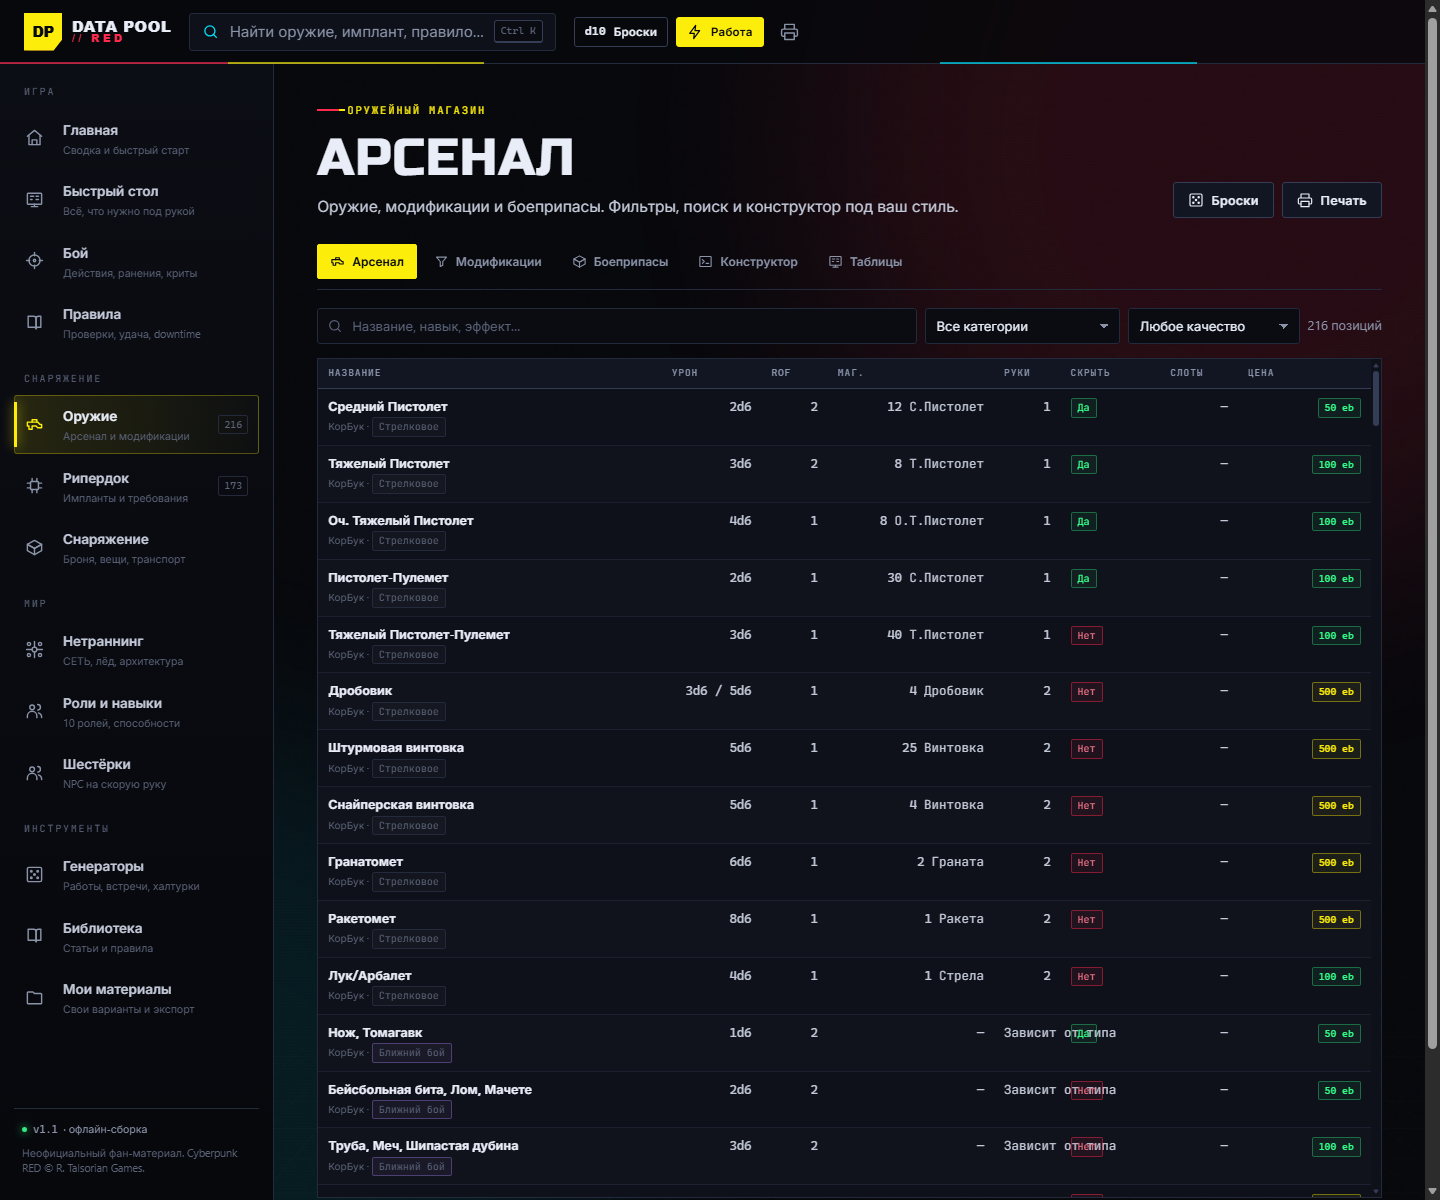 DP
DATA POOL
// RED
Найти оружие, имплант, правило...
Ctrl K
d10 Броски
Работа
ИГРА
Главная
Сводка и быстрый старт
Быстрый стол
Всё, что нужно под рукой
Бой
Действия, ранения, криты
Правила
Проверки, удача, downtime
СНАРЯЖЕНИЕ
Оружие
Арсенал и модификации
216
Рипердок
Импланты и требования
173
Снаряжение
Броня, вещи, транспорт
МИР
Нетраннинг
СЕТЬ, лёд, архитектура
Роли и навыки
10 ролей, способности
Шестёрки
NPC на скорую руку
ИНСТРУМЕНТЫ
Генераторы
Работы, встречи, халтурки
Библиотека
Статьи и правила
Мои материалы
Свои варианты и экспорт
v1.1 · офлайн-сборка
Неофициальный фан-материал. Cyberpunk
RED © R. Talsorian Games.
ОРУЖЕЙНЫЙ МАГАЗИН
АРСЕНАЛ
Оружие, модификации и боеприпасы. Фильтры, поиск и конструктор под ваш стиль.
Броски
Печать
Арсенал
Модификации
Боеприпасы
Конструктор
Таблицы
Название, навык, эффект...
Все категории
Любое качество
216 позиций
НАЗВАНИЕ УРОН ROF МАГ. РУКИ СКРЫТЬ СЛОТЫ ЦЕНА
Средний Пистолет 2d6 2 12 С.Пистолет 1 Да — 50 eb
КорБук · Стрелковое
Тяжелый Пистолет 3d6 2 8 Т.Пистолет 1 Да — 100 eb
КорБук · Стрелковое
Оч. Тяжелый Пистолет 4d6 1 8 О.Т.Пистолет 1 Да — 100 eb
КорБук · Стрелковое
Пистолет-Пулемет 2d6 1 30 С.Пистолет 1 Да — 100 eb
КорБук · Стрелковое
Тяжелый Пистолет-Пулемет 3d6 1 40 Т.Пистолет 1 Нет — 100 eb
КорБук · Стрелковое
Дробовик 3d6 / 5d6 1 4 Дробовик 2 Нет — 500 eb
КорБук · Стрелковое
Штурмовая винтовка 5d6 1 25 Винтовка 2 Нет — 500 eb
КорБук · Стрелковое
Снайперская винтовка 5d6 1 4 Винтовка 2 Нет — 500 eb
КорБук · Стрелковое
Гранатомет 6d6 1 2 Граната 2 Нет — 500 eb
КорБук · Стрелковое
Ракетомет 8d6 1 1 Ракета 2 Нет — 500 eb
КорБук · Стрелковое
Лук/Арбалет 4d6 1 1 Стрела 2 Нет — 100 eb
КорБук · Стрелковое
Нож, Томагавк 1d6 2 — Зависит от типа Да — 50 eb
КорБук · Ближний бой
Бейсбольная бита, Лом, Мачете 2d6 2 — Зависит от типа Нет — 50 eb
КорБук · Ближний бой
Труба, Меч, Шипастая дубина 3d6 2 — Зависит от типа Нет — 100 eb
КорБук · Ближний бой